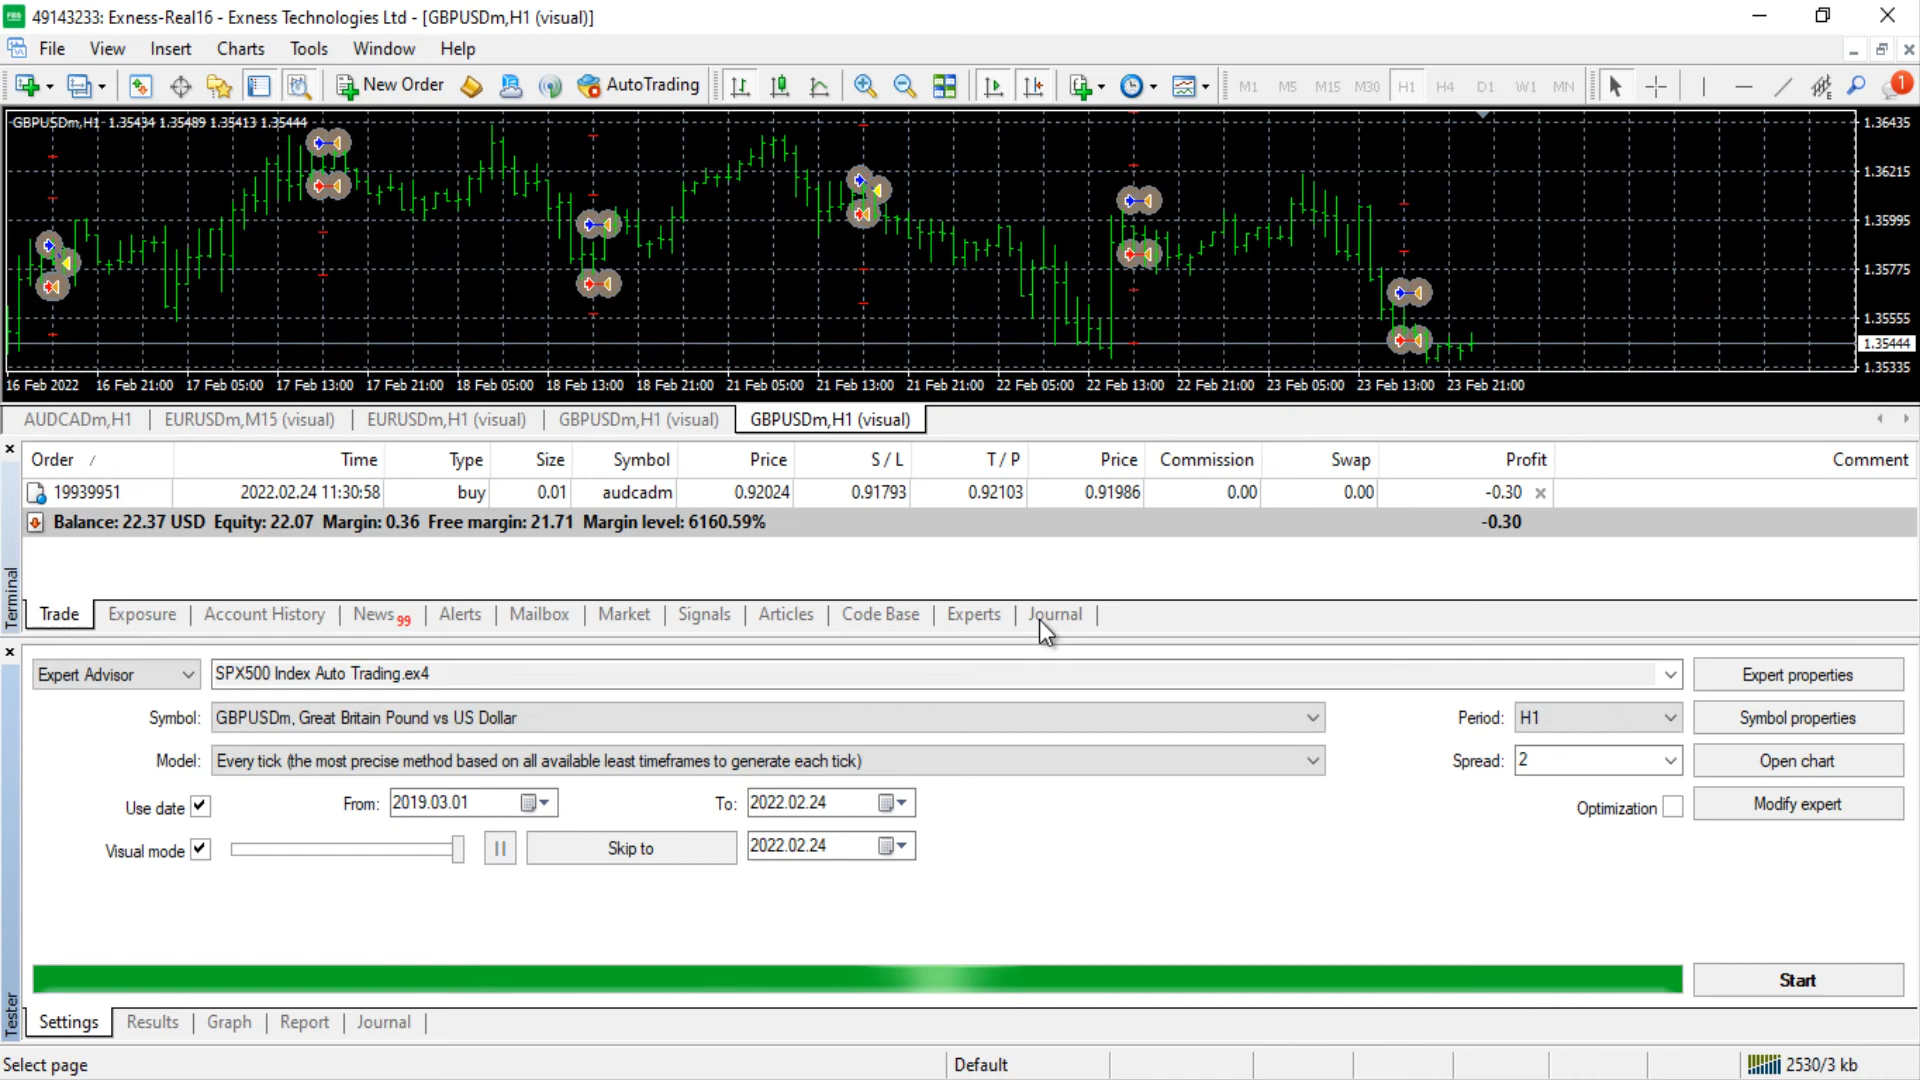 49143233: Exness-Real16 - Exness Technologies Ltd - [GBPUSDm,H1 (visual)]
File View Insert Charts Tools Window Help
New Order AutoTrading M1 M5 M15 M30 H1 H4 D1 W1 MN 1
GBPUSDm,H1 1.35434 1.35489 1.35413 1.35444
1.36435
1.36215
1.35995
1.35775
1.35555
1.35444
1.35335
16 Feb 2022 16 Feb 21:00 17 Feb 05:00 17 Feb 13:00 17 Feb 21:00 18 Feb 05:00 18 Feb 13:00 18 Feb 21:00 21 Feb 05:00 21 Feb 13:00 21 Feb 21:00 22 Feb 05:00 22 Feb 13:00 22 Feb 21:00 23 Feb 05:00 23 Feb 13:00 23 Feb 21:00
AUDCADm,H1 EURUSDm,M15 (visual) EURUSDm,H1 (visual) GBPUSDm,H1 (visual) GBPUSDm,H1 (visual)
Order / Time Type Size Symbol Price S / L T / P Price Commission Swap Profit Comment
19939951 2022.02.24 11:30:58 buy 0.01 audcadm 0.92024 0.91793 0.92103 0.91986 0.00 0.00 -0.30
Balance: 22.37 USD Equity: 22.07 Margin: 0.36 Free margin: 21.71 Margin level: 6160.59% -0.30
Terminal
Trade Exposure Account History News 99 Alerts Mailbox Market Signals Articles Code Base Experts Journal
Expert Advisor SPX500 Index Auto Trading.ex4 Expert properties
Symbol: GBPUSDm, Great Britain Pound vs US Dollar Period: H1 Symbol properties
Model: Every tick (the most precise method based on all available least timeframes to generate each tick) Spread: 2 Open chart
Use date From: 2019.03.01 To: 2022.02.24 Optimization Modify expert
Visual mode Skip to 2022.02.24
Start
Tester
Settings Results Graph Report Journal
Select page Default 2530/3 kb